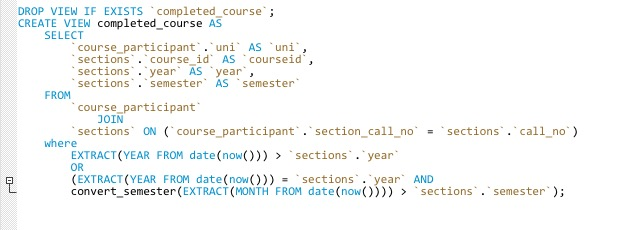 DROP VIEW IF EXISTS `completed_course`;
CREATE VIEW completed_course AS
SELECT
`course_participant`.`uni` AS `uni`,
`sections`.`course_id` AS `courseid`,
`sections`.`year` AS `year`,
`sections`.`semester` AS `semester`
FROM
`course_participant`
JOIN
`sections` ON (`course_participant`.`section_call_no` = `sections`.`call_no`)
where
EXTRACT(YEAR FROM date(now())) > `sections`.`year`
OR
(EXTRACT(YEAR FROM date(now())) = `sections`.`year` AND
convert_semester(EXTRACT(MONTH FROM date(now()))) > `sections`.`semester`);